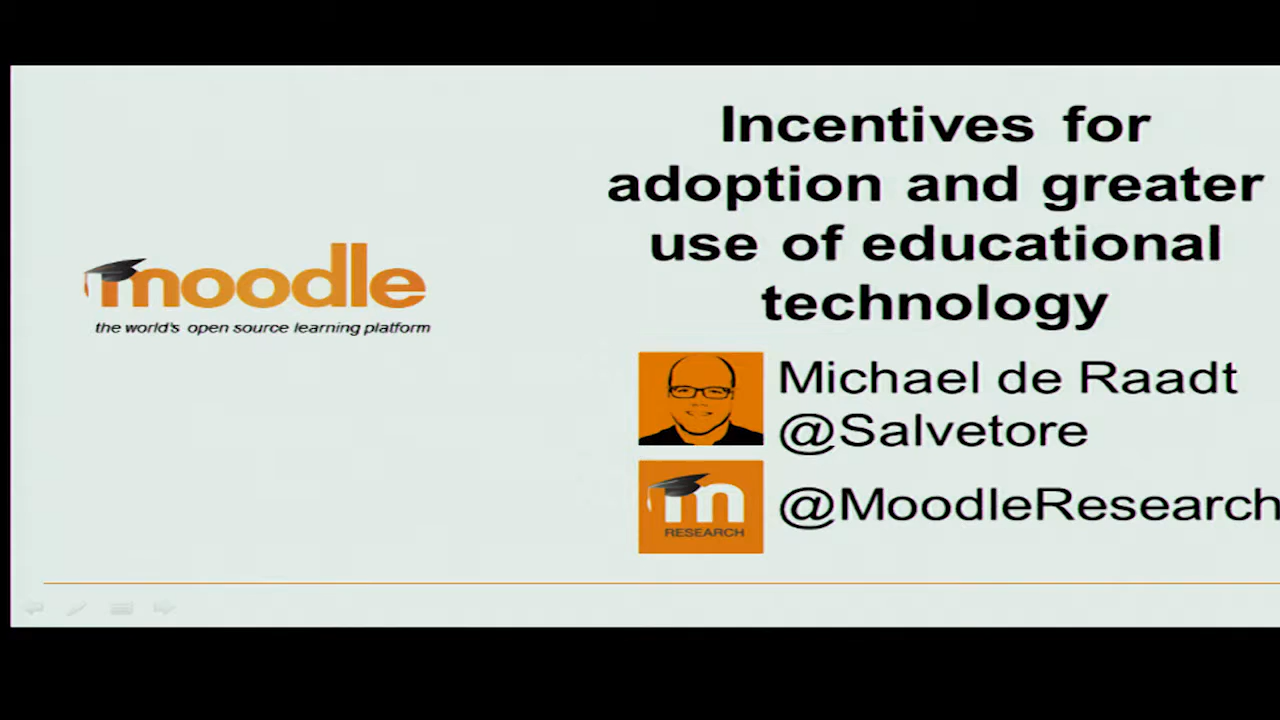 moodle
the world's open source learning platform
Incentives for
adoption and greater
use of educational
technology
Michael de Raadt
@Salvetore
m
RESEARCH
@MoodleResearch